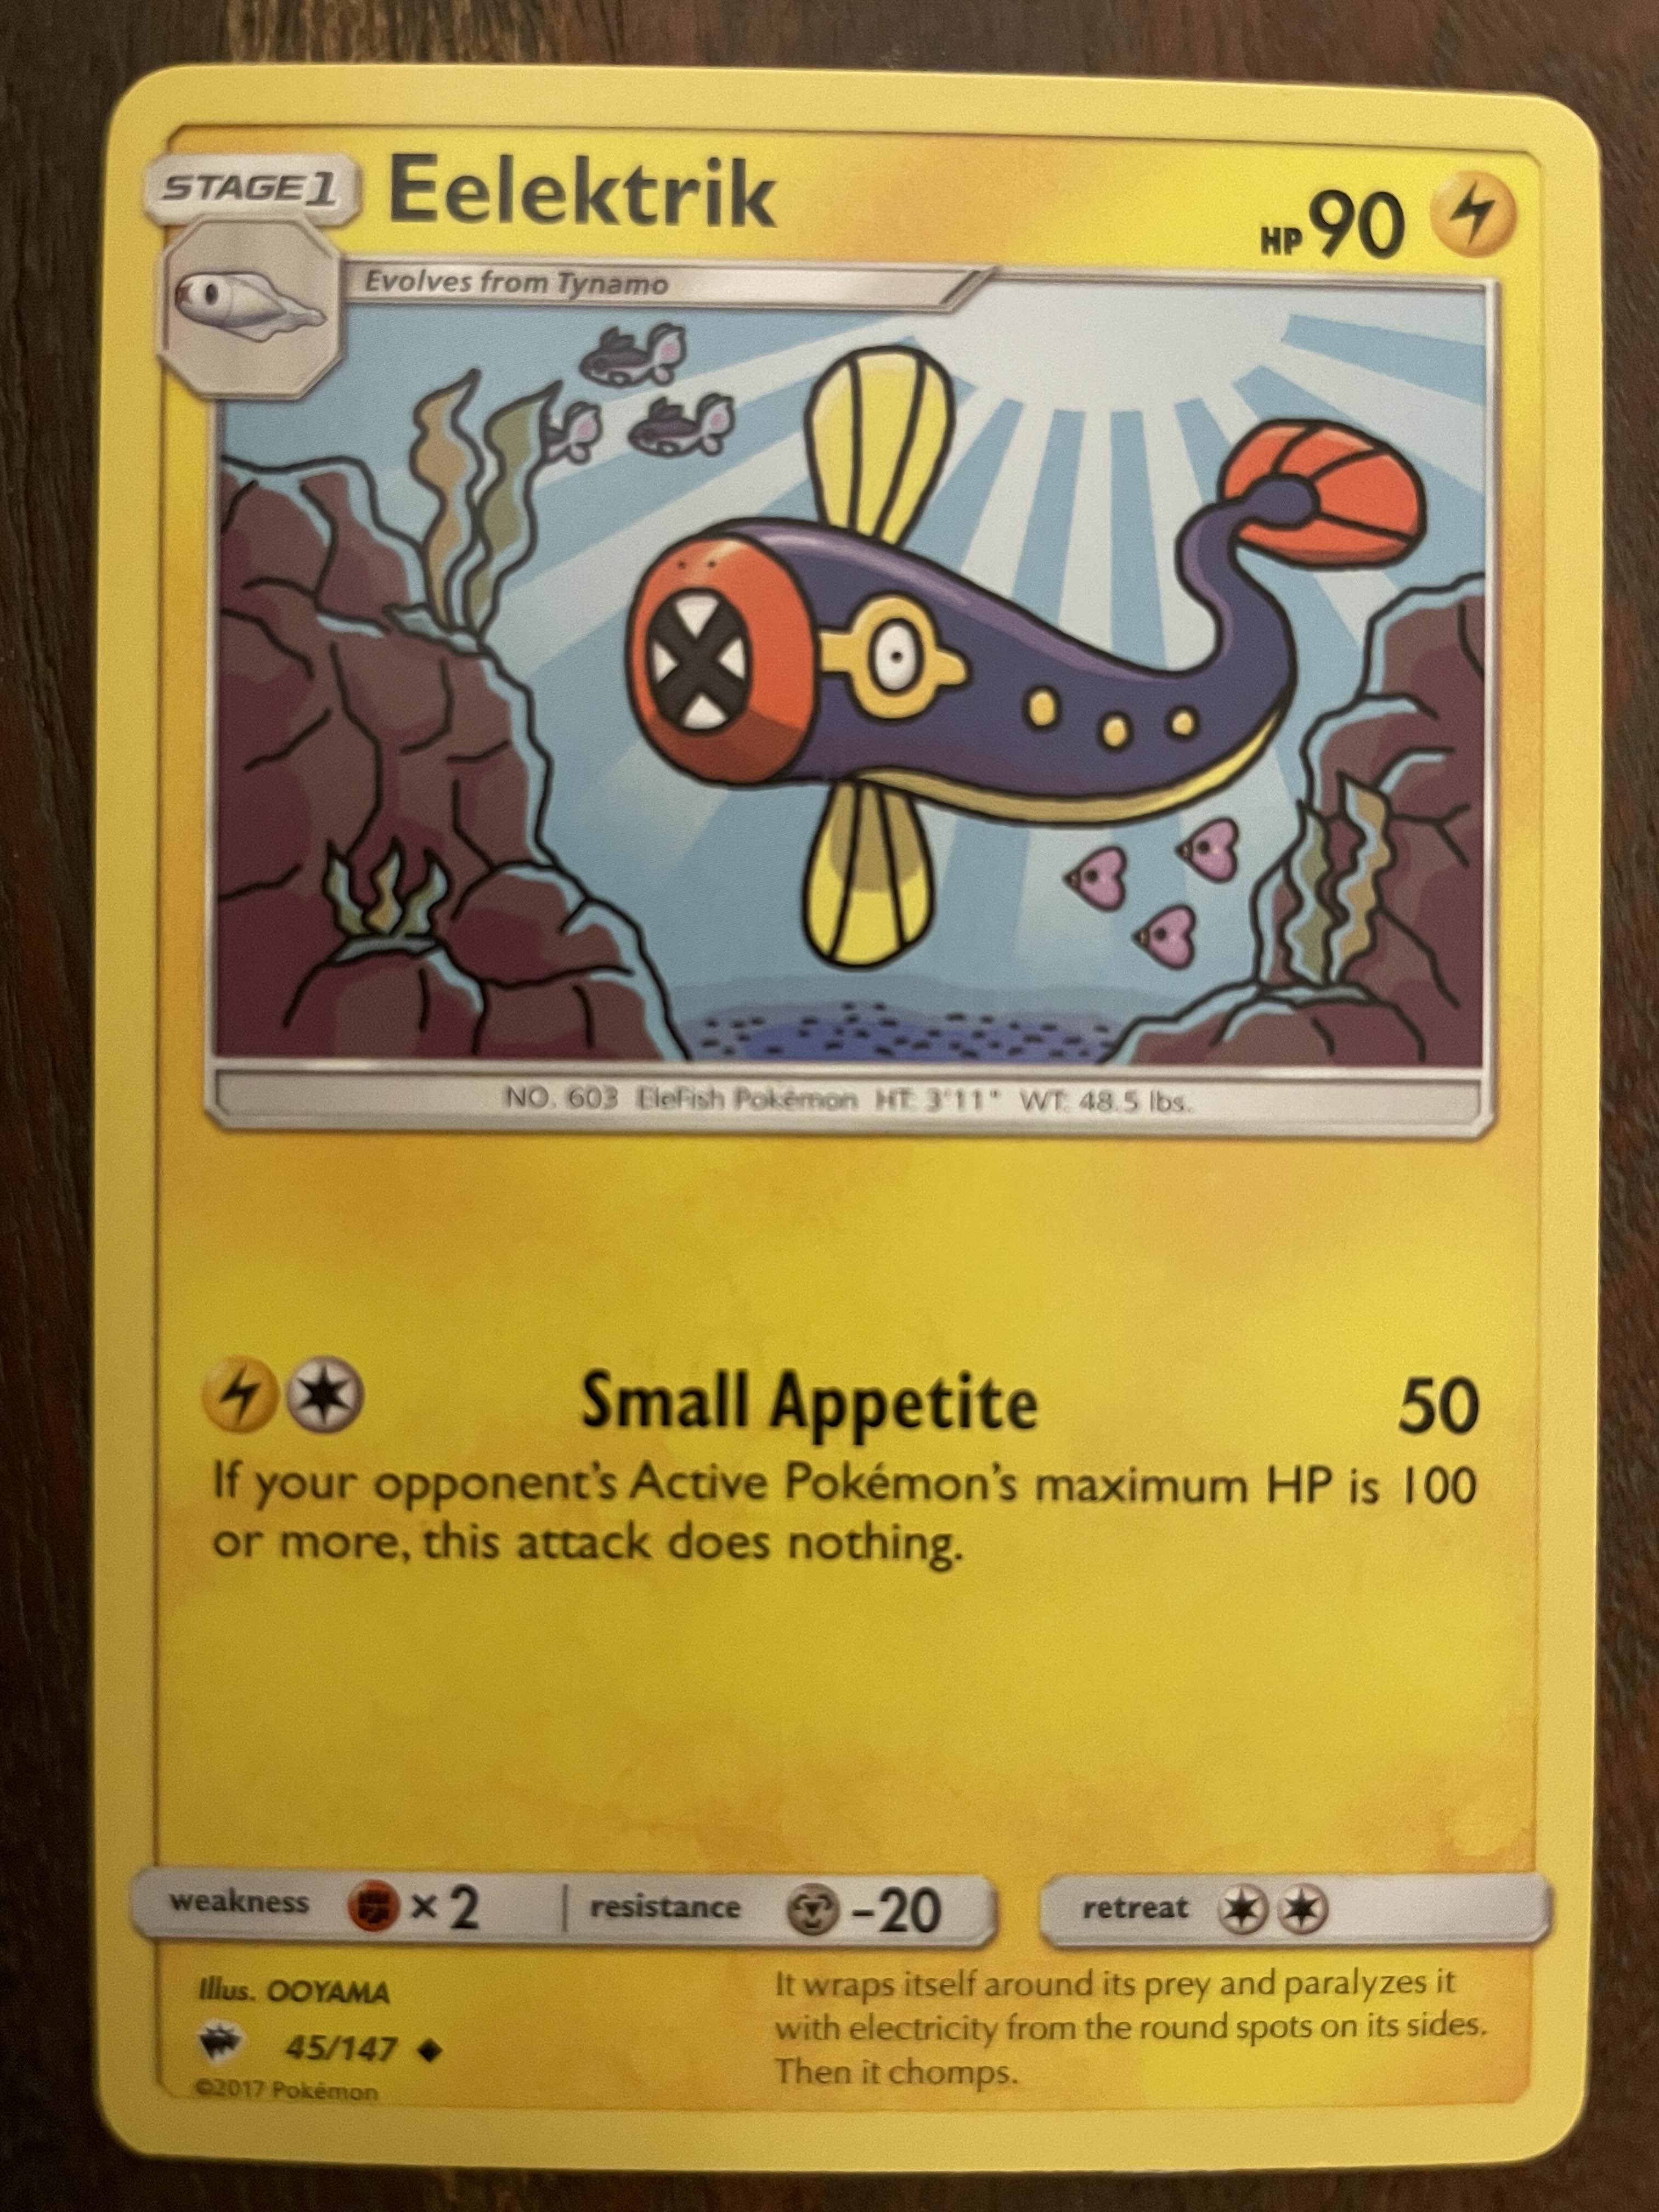 STAGE 1
Eelektrik
HP 90
Evolves from Tynamo
NO. 603 EleFish Pokémon HT: 3'11" WT: 48.5 lbs.
Small Appetite 50
If your opponent's Active Pokémon's maximum HP is 100
or more, this attack does nothing.
weakness × 2 resistance -20 retreat
Illus. OOYAMA
45/147
©2017 Pokémon
It wraps itself around its prey and paralyzes it
with electricity from the round spots on its sides.
Then it chomps.